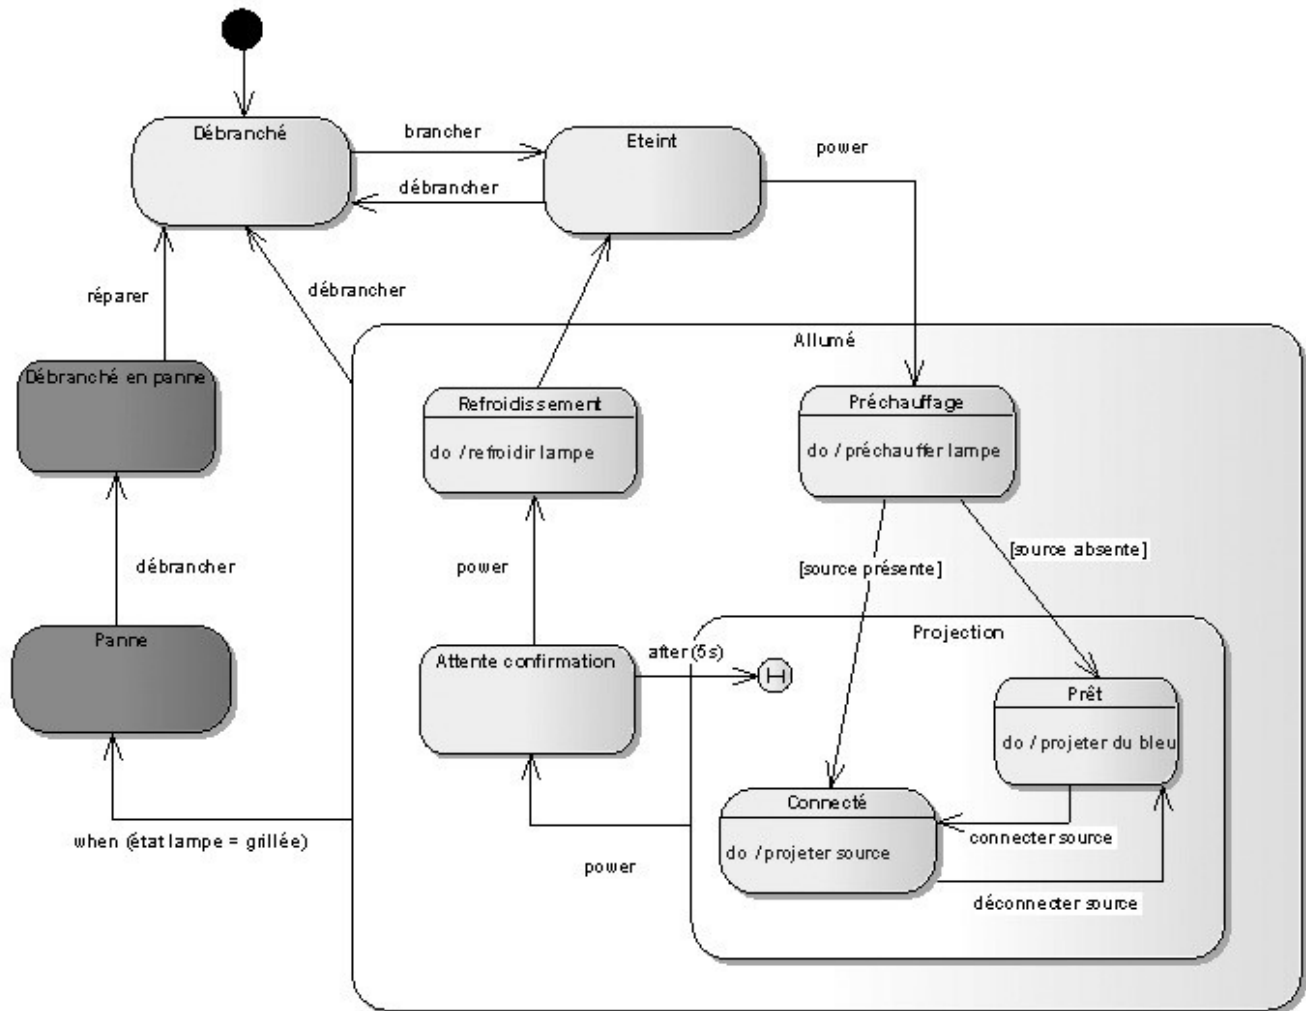 Débranché
brancher
Eteint
power
débrancher
réparer
débrancher
Allumé
Débranché en panne
Refroidissement
do / refroidir lampe
Préchauffage
do / préchauffer lampe
[source absente]
[source présente]
power
débrancher
Panne
Projection
Attente confirmation
after (5s)
H
Prêt
do / projeter du bleu
Connecté
do / projeter source
connecter source
when (état lampe = grillée)
power
déconnecter source